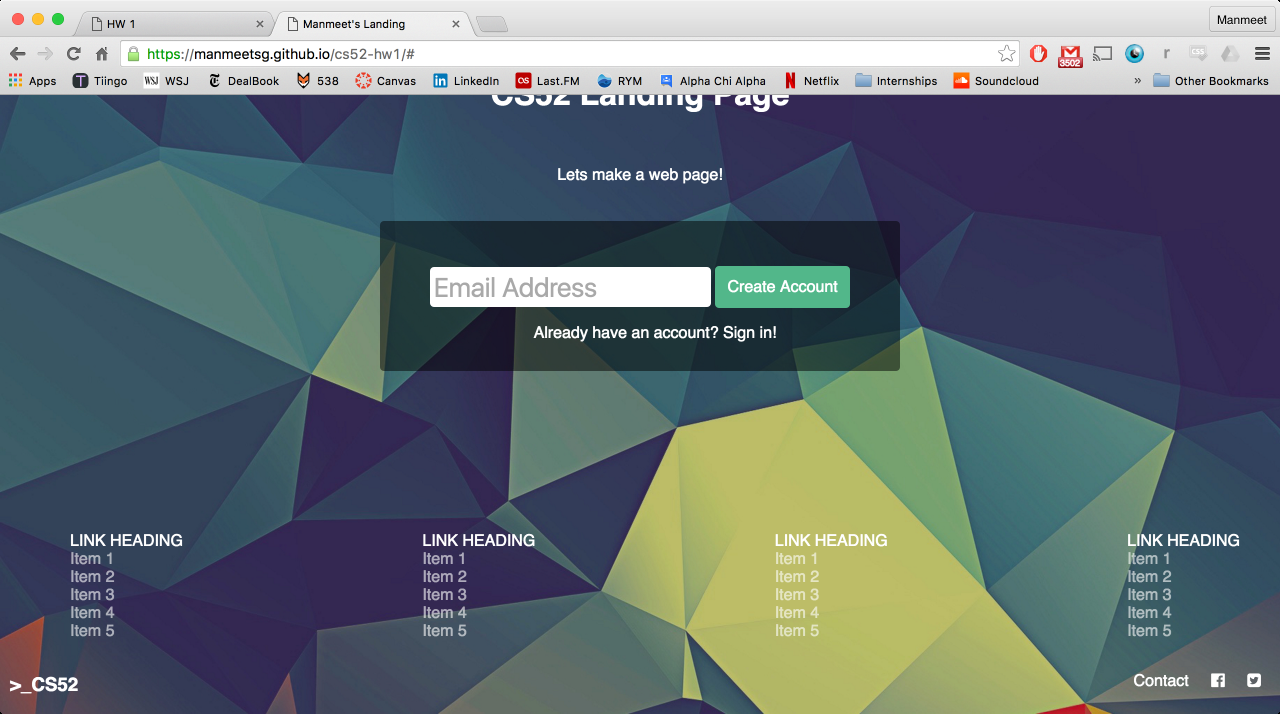 HW 1
Manmeet's Landing
Manmeet
https://manmeetsg.github.io/cs52-hw1/#
3502
r
CSS
Apps
T Tiingo
WSJ WSJ
T DealBook
538
Canvas
in LinkedIn
os Last.FM
RYM
Alpha Chi Alpha
N Netflix
Internships
Soundcloud
» Other Bookmarks
CS52 Landing Page
Lets make a web page!
Email Address Create Account
Already have an account? Sign in!
LINK HEADING
Item 1
Item 2
Item 3
Item 4
Item 5
LINK HEADING
Item 1
Item 2
Item 3
Item 4
Item 5
LINK HEADING
Item 1
Item 2
Item 3
Item 4
Item 5
LINK HEADING
Item 1
Item 2
Item 3
Item 4
Item 5
>_CS52
Contact